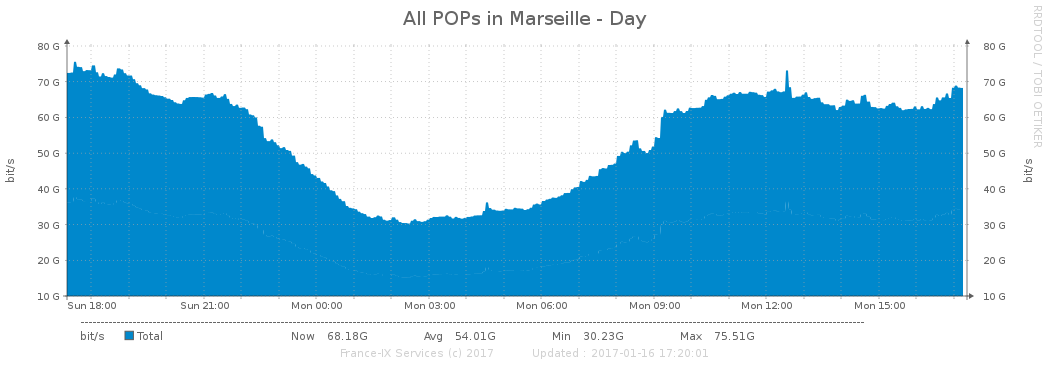 All POPs in Marseille - Day
RRDTOOL / TOBI OETIKER
bit/s
bit/s
80 G 80 G
70 G 70 G
60 G 60 G
50 G 50 G
40 G 40 G
30 G 30 G
20 G 20 G
10 G 10 G
Sun 18:00 Sun 21:00 Mon 00:00 Mon 03:00 Mon 06:00 Mon 09:00 Mon 12:00 Mon 15:00
bit/s Total Now 68.18G Avg 54.01G Min 30.23G Max 75.51G
France-IX Services (c) 2017 Updated : 2017-01-16 17:20:01